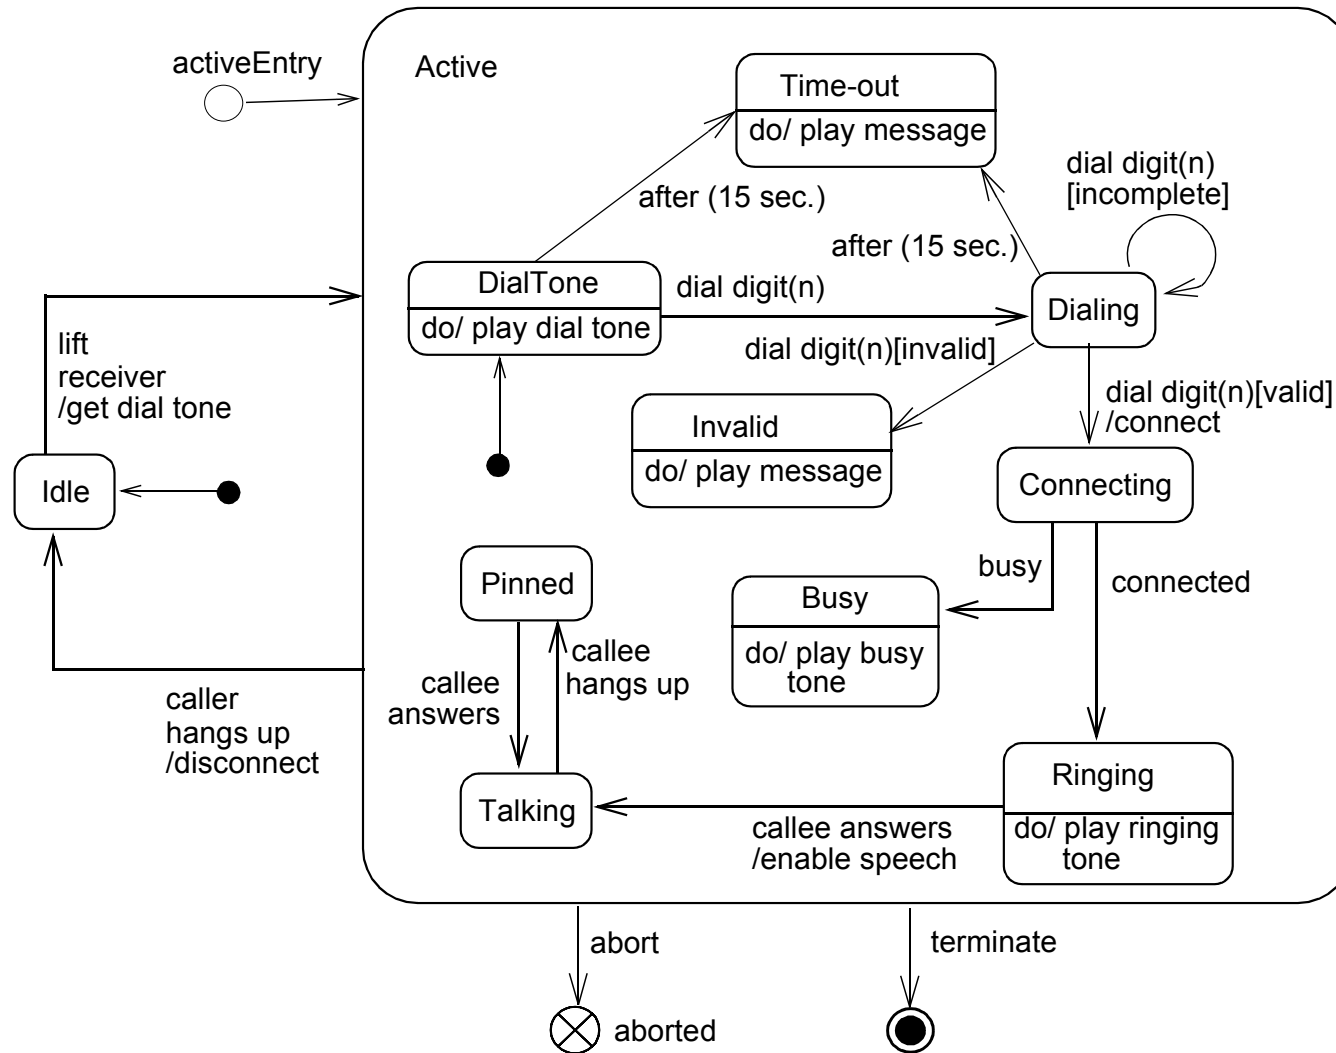 activeEntry
Active
Time-out
do/ play message
dial digit(n)
[incomplete]
after (15 sec.)
after (15 sec.)
DialTone
do/ play dial tone
dial digit(n)
Dialing
lift
receiver
/get dial tone
dial digit(n)[invalid]
dial digit(n)[valid]
/connect
Invalid
do/ play message
Idle
Connecting
Pinned
busy
connected
Busy
do/ play busy
tone
callee
hangs up
callee
answers
caller
hangs up
/disconnect
Talking
Ringing
do/ play ringing
tone
callee answers
/enable speech
abort
terminate
aborted